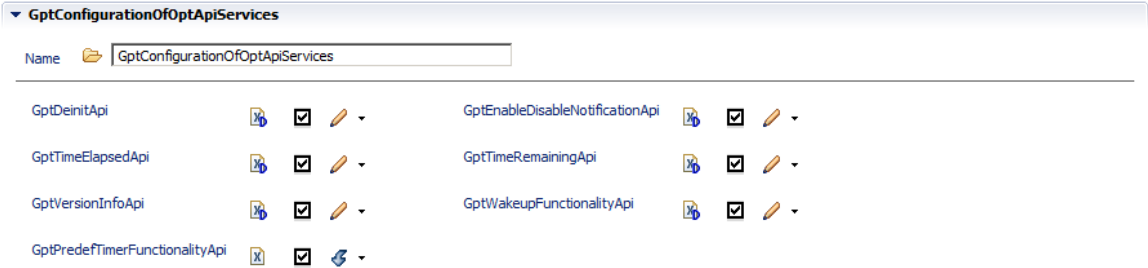 GptConfigurationOfOptApiServices
Name GptConfigurationOfOptApiServices
GptDeinitApi GptEnableDisableNotificationApi
GptTimeElapsedApi GptTimeRemainingApi
GptVersionInfoApi GptWakeupFunctionalityApi
GptPredefTimerFunctionalityApi